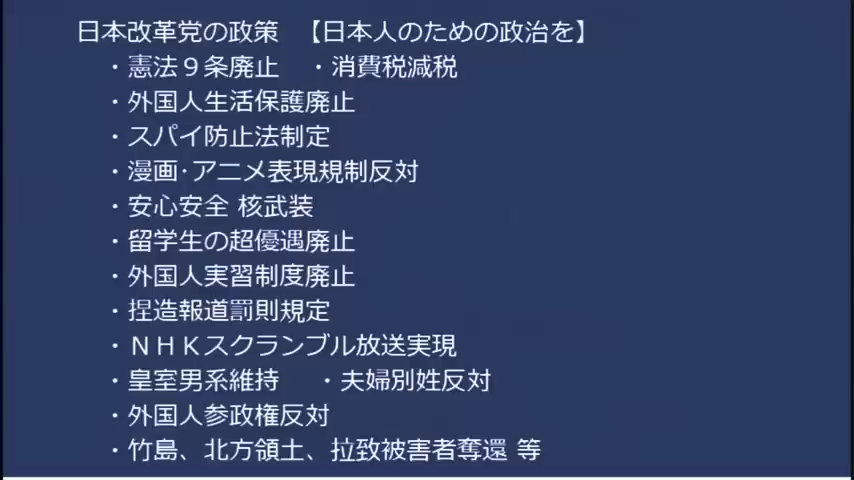 日本改革党の政策　【日本人のための政治を】
・憲法９条廃止　・消費税減税
・外国人生活保護廃止
・スパイ防止法制定
・漫画･アニメ表現規制反対
・安心安全 核武装
・留学生の超優遇廃止
・外国人実習制度廃止
・捏造報道罰則規定
・ＮＨＫスクランブル放送実現
・皇室男系維持　・夫婦別姓反対
・外国人参政権反対
・竹島、北方領土、拉致被害者奪還 等